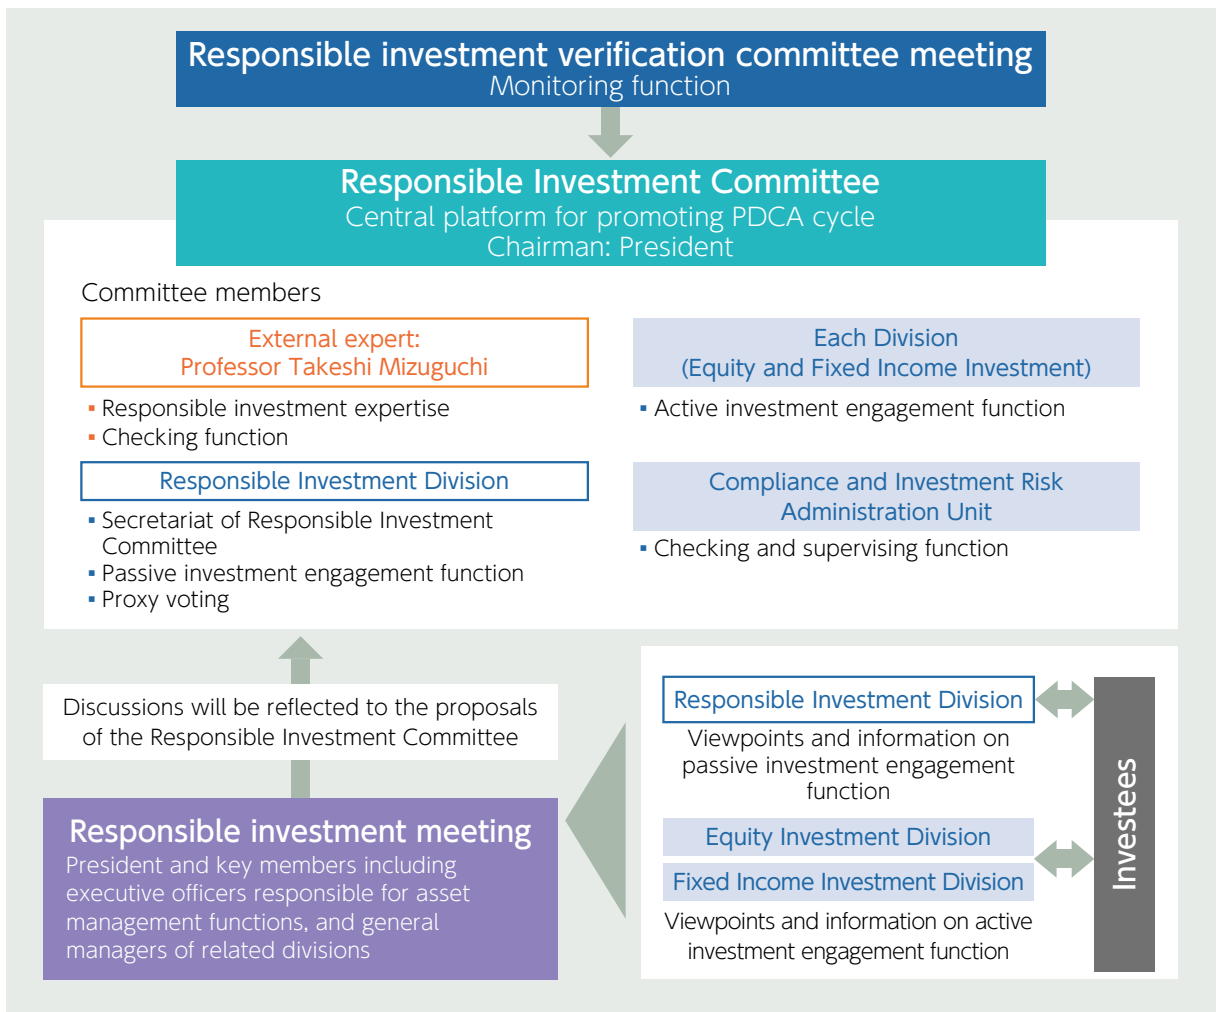 Responsible investment verification committee meeting
Monitoring function
Responsible Investment Committee
Central platform for promoting PDCA cycle
Chairman: President
Committee members
External expert:
Professor Takeshi Mizuguchi
▪ Responsible investment expertise
▪ Checking function
Responsible Investment Division
▪ Secretariat of Responsible Investment
Committee
▪ Passive investment engagement function
▪ Proxy voting
Each Division
(Equity and Fixed Income Investment)
▪ Active investment engagement function
Compliance and Investment Risk
Administration Unit
▪ Checking and supervising function
Discussions will be reflected to the proposals
of the Responsible Investment Committee
Responsible investment meeting
President and key members including
executive officers responsible for asset
management functions, and general
managers of related divisions
Responsible Investment Division
Viewpoints and information on
passive investment engagement
function
Equity Investment Division
Fixed Income Investment Division
Viewpoints and information on active
investment engagement function
Investees